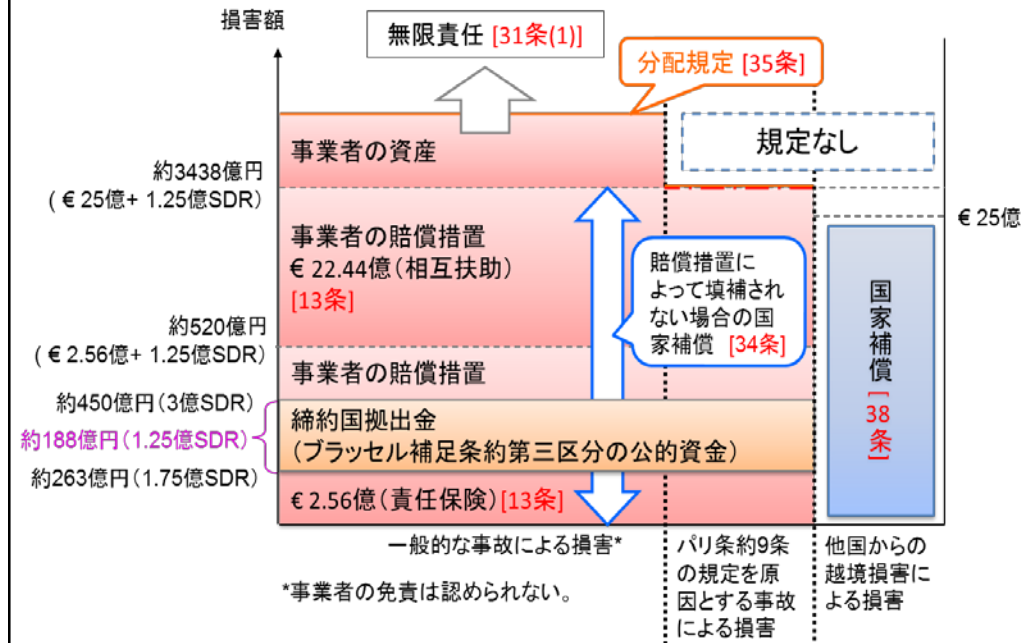 損害額
無限責任 [31条(1)]
分配規定 [35条]
規定なし
事業者の資産
約3438億円
(€25億+ 1.25億SDR)
€25億
事業者の賠償措置
€ 22.44億(相互扶助)
[13条]
賠償措置に
よって填補され
ない場合の国
家補償 [34条]
国家補償[38条]
約520億円
(€2.56億+ 1.25億SDR)
事業者の賠償措置
約450億円(3億SDR)
締約国拠出金
(ブラッセル補足条約第三区分の公的資金)
約188億円(1.25億SDR)
約263億円(1.75億SDR)
€2.56億(責任保険)[13条]
一般的な事故による損害*
パリ条約9条
の規定を原
因とする事故
による損害
他国からの
越境損害に
よる損害
*事業者の免責は認められない。